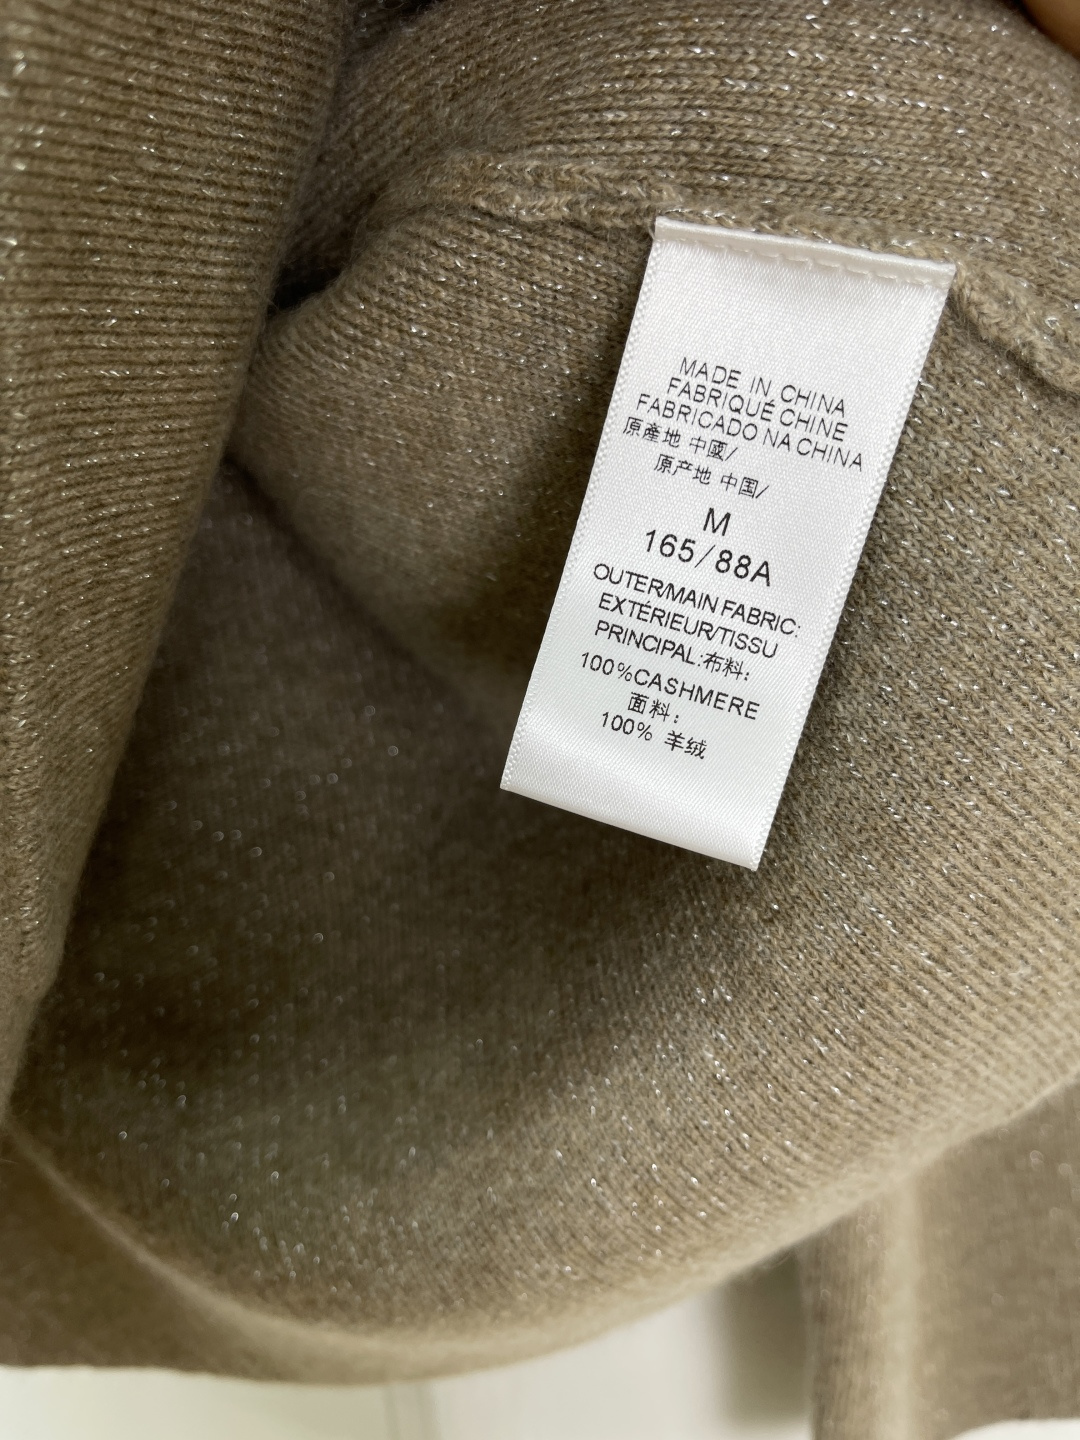 MADE IN CHINA
FABRIQUÉ CHINE
FABRICADO NA CHINA
原產地 中國/
原产地 中国/
M
165/88A
OUTER/MAIN FABRIC:
EXTÉRIEUR/TISSU
PRINCIPAL:布料:
100%CASHMERE
面料:
100% 羊绒